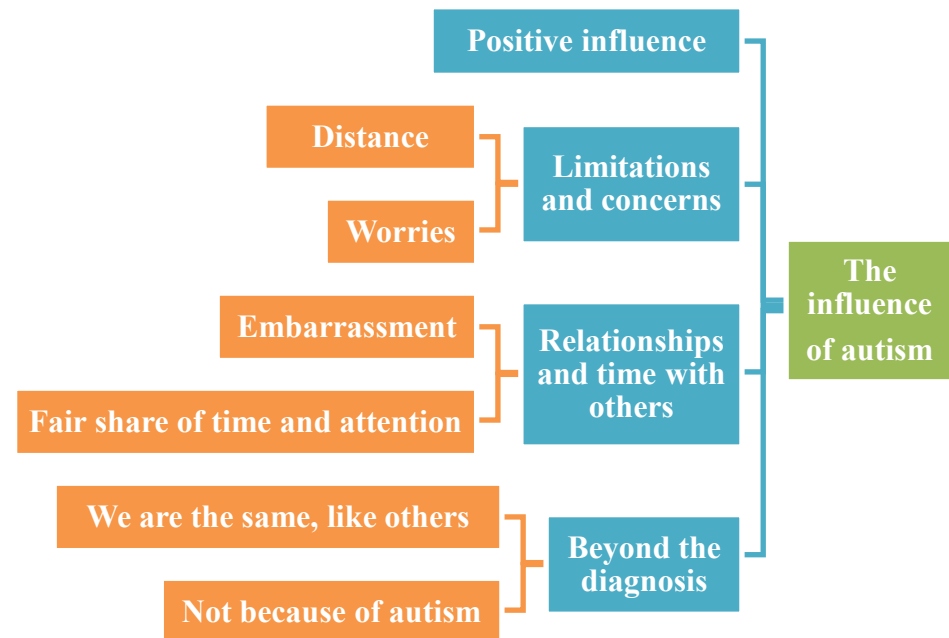 Positive influence
Distance
Limitations
and concerns
Worries
The
influence
of autism
Embarrassment
Relationships
and time with
others
Fair share of time and attention
We are the same, like others
Beyond the
diagnosis
Not because of autism